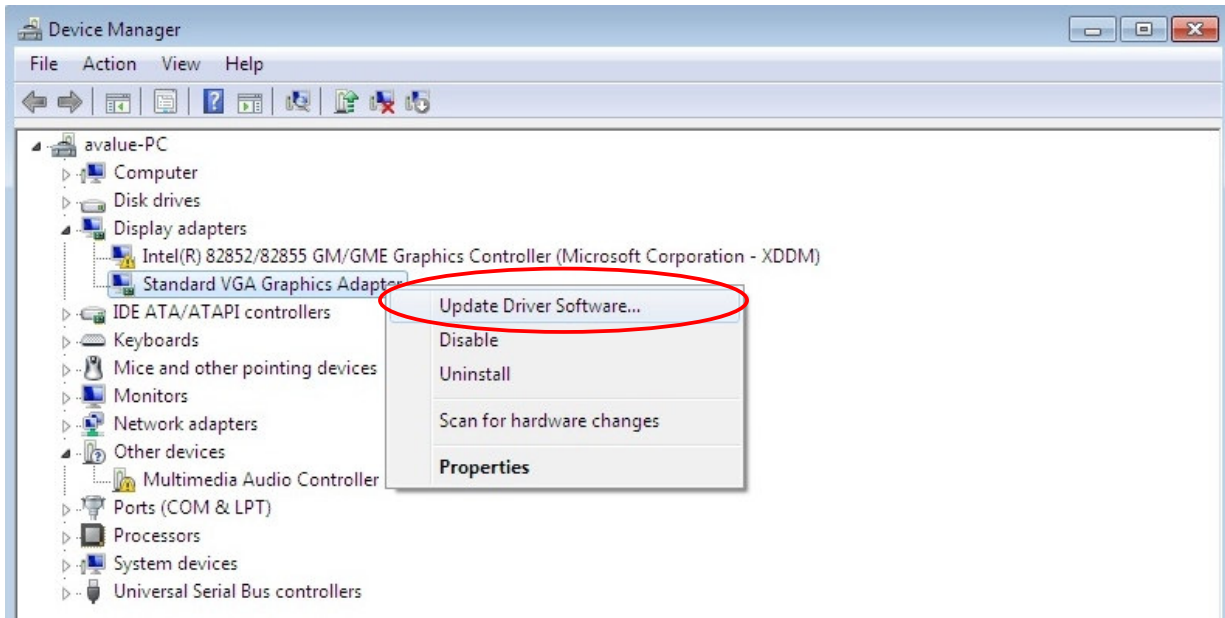 Device Manager
File Action View Help
avalue-PC
Computer
Disk drives
Display adapters
Intel(R) 82852/82855 GM/GME Graphics Controller (Microsoft Corporation - XDDM)
Standard VGA Graphics Adapter
IDE ATA/ATAPI controllers
Keyboards
Mice and other pointing devices
Monitors
Network adapters
Other devices
Multimedia Audio Controller
Ports (COM & LPT)
Processors
System devices
Universal Serial Bus controllers
Update Driver Software...
Disable
Uninstall
Scan for hardware changes
Properties